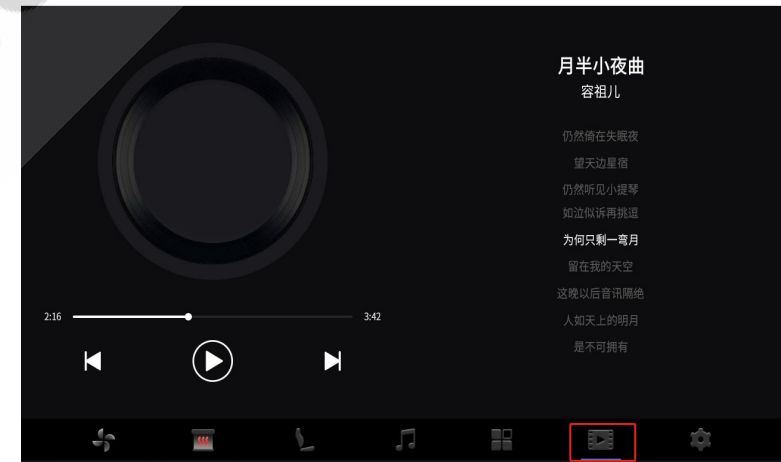 月半小夜曲
容祖儿
仍然倚在失眠夜
望天边星宿
仍然听见小提琴
如泣似诉再挑逗
为何只剩一弯月
留在我的天空
这晚以后音讯隔绝
人如天上的明月
是不可拥有
2:16
3:42